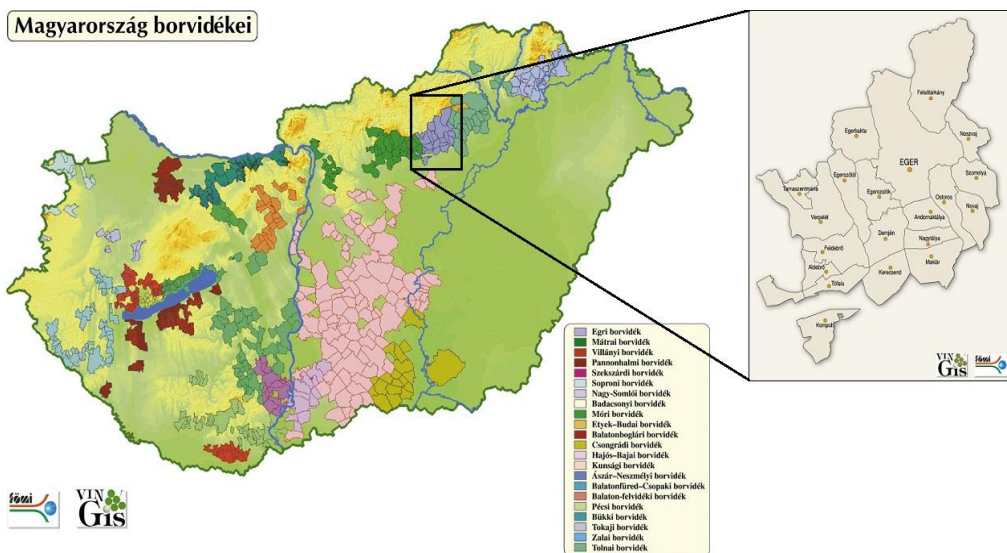 Magyarország borvidékei
Felsőtárkány
Egerbakta
Noszvaj
EGER
Egerszólát
Szomolya
Tarnaszentmária
Egerszalók
Ostoros
Novaj
Verpelét
Andornaktálya
Demjén
Nagytálya
Feldebrő
Maklár
Aldebrő
Kerecsend
Tófalu
Kompolt
VIN
Gis
Egri borvidék
Mátrai borvidék
Villányi borvidék
Pannonhalmi borvidék
Szekszárdi borvidék
Soproni borvidék
Nagy-Somlói borvidék
Badacsonyi borvidék
Móri borvidék
Etyek–Budai borvidék
Balatonboglári borvidék
Csongrádi borvidék
Hajós–Bajai borvidék
Kunsági borvidék
Ászár–Neszmélyi borvidék
Balatonfüred–Csopaki borvidék
Balaton-felvidéki borvidék
Pécsi borvidék
Bükki borvidék
Tokaji borvidék
Zalai borvidék
Tolnai borvidék
fömi
VIN
Gis